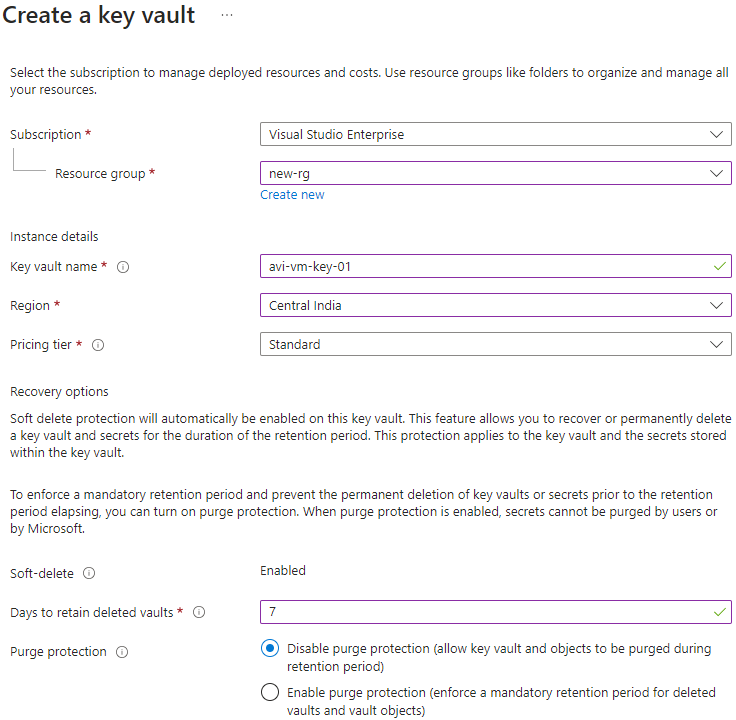 Create a key vault ...
Select the subscription to manage deployed resources and costs. Use resource groups like folders to organize and manage all
your resources.
Subscription * Visual Studio Enterprise
Resource group * new-rg
Create new
Instance details
Key vault name * avi-vm-key-01
Region * Central India
Pricing tier * Standard
Recovery options
Soft delete protection will automatically be enabled on this key vault. This feature allows you to recover or permanently delete
a key vault and secrets for the duration of the retention period. This protection applies to the key vault and the secrets stored
within the key vault.
To enforce a mandatory retention period and prevent the permanent deletion of key vaults or secrets prior to the retention
period elapsing, you can turn on purge protection. When purge protection is enabled, secrets cannot be purged by users or
by Microsoft.
Soft-delete Enabled
Days to retain deleted vaults * 7
Purge protection Disable purge protection (allow key vault and objects to be purged during
retention period)
Enable purge protection (enforce a mandatory retention period for deleted
vaults and vault objects)